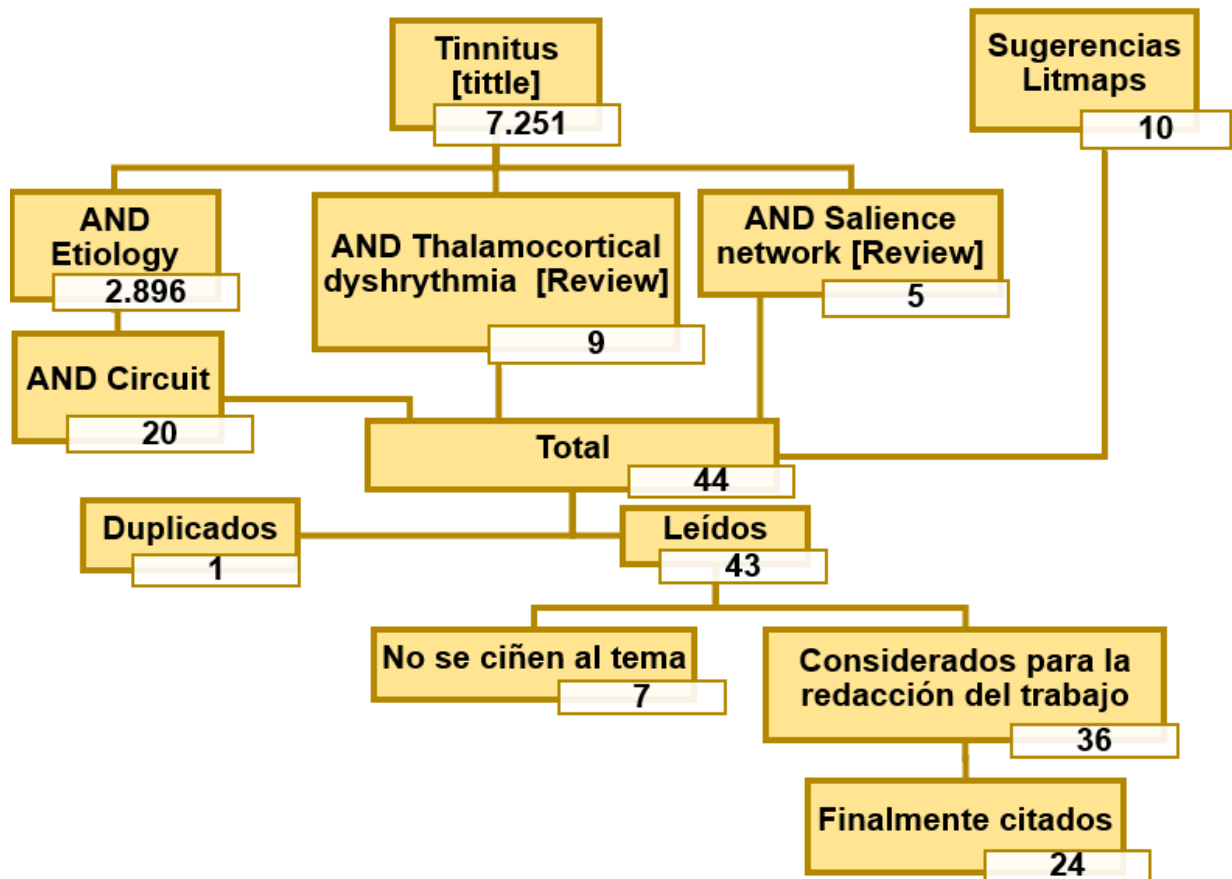 Tinnitus
[tittle]
7.251
Sugerencias
Litmaps
10
AND
Etiology
2.896
AND Thalamocortical
dyshrythmia [Review]
9
AND Salience
network [Review]
5
AND Circuit
20
Total
44
Duplicados
1
Leídos
43
No se ciñen al tema
7
Considerados para la
redacción del trabajo
36
Finalmente citados
24